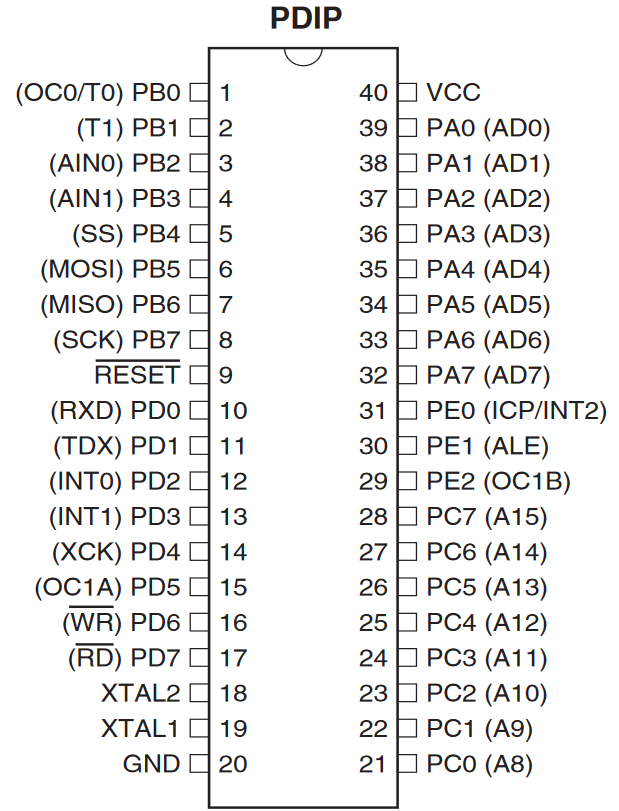 PDIP
(OC0/T0) PB0 1 40 VCC
(T1) PB1 2 39 PA0 (AD0)
(AIN0) PB2 3 38 PA1 (AD1)
(AIN1) PB3 4 37 PA2 (AD2)
(SS) PB4 5 36 PA3 (AD3)
(MOSI) PB5 6 35 PA4 (AD4)
(MISO) PB6 7 34 PA5 (AD5)
(SCK) PB7 8 33 PA6 (AD6)
RESET 9 32 PA7 (AD7)
(RXD) PD0 10 31 PE0 (ICP/INT2)
(TDX) PD1 11 30 PE1 (ALE)
(INT0) PD2 12 29 PE2 (OC1B)
(INT1) PD3 13 28 PC7 (A15)
(XCK) PD4 14 27 PC6 (A14)
(OC1A) PD5 15 26 PC5 (A13)
(WR) PD6 16 25 PC4 (A12)
(RD) PD7 17 24 PC3 (A11)
XTAL2 18 23 PC2 (A10)
XTAL1 19 22 PC1 (A9)
GND 20 21 PC0 (A8)